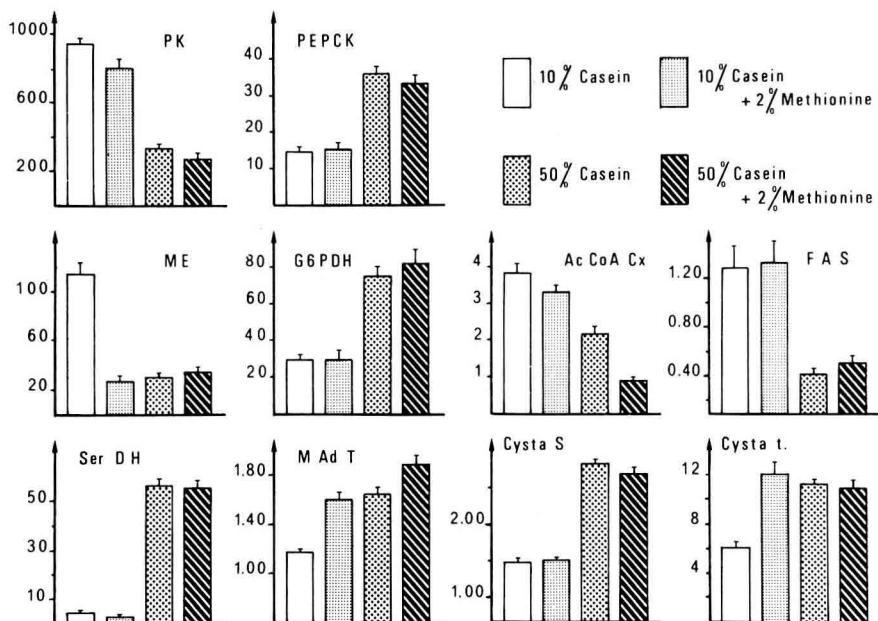 PK
1000
600
200
PEPCK
40
30
20
10
10% Casein
10% Casein
+ 2% Methionine
50% Casein
50% Casein
+ 2% Methionine
ME
100
60
20
G6PDH
80
60
40
20
Ac CoA Cx
4
3
2
1
FAS
1.20
0.80
0.40
Ser DH
50
30
10
M Ad T
1.80
1.40
1.00
Cysta S
2.00
1.00
Cysta t.
12
8
4